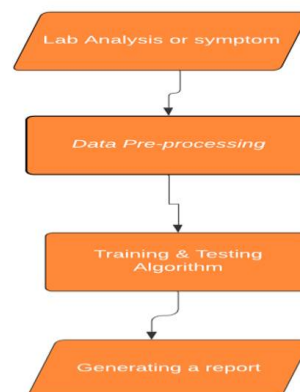 Lab Analysis or symptom
Data Pre-processing
Training & Testing
Algorithm
Generating a report